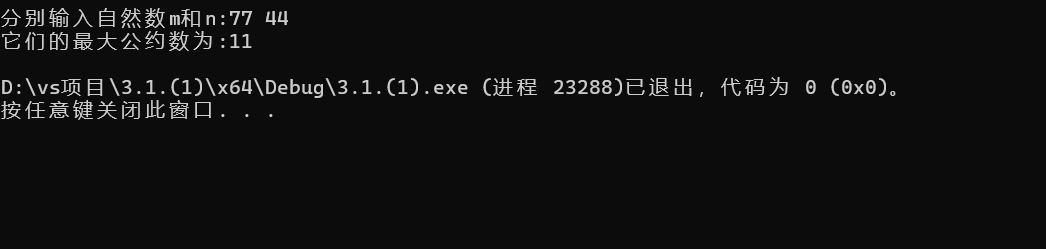 分别输入自然数m和n:77 44
它们的最大公约数为:11
D:\vs项目\3.1.(1)\x64\Debug\3.1.(1).exe (进程 23288)已退出，代码为 0 (0x0)。
按任意键关闭此窗口. . .